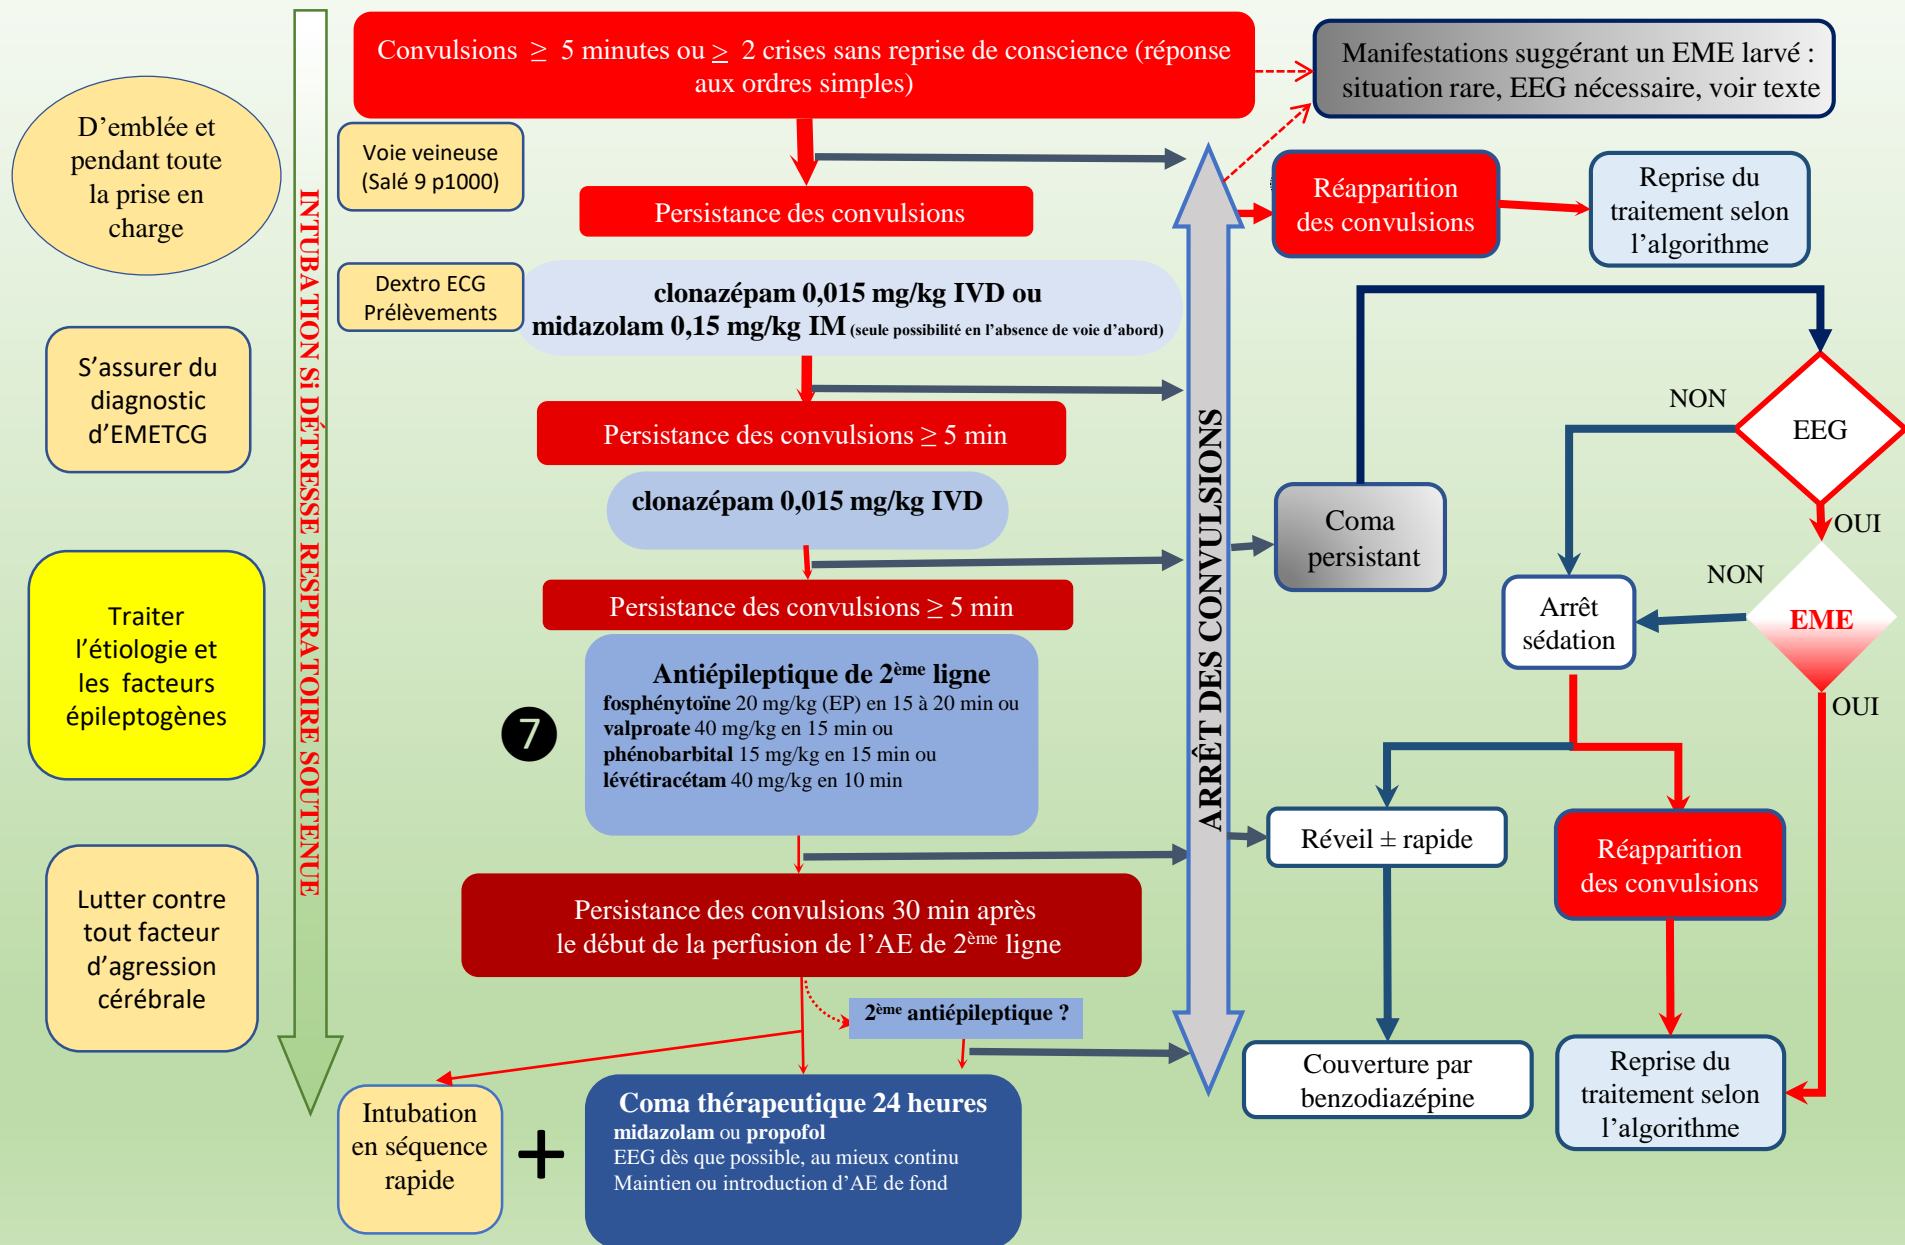 Convulsions ≥ 5 minutes ou ≥ 2 crises sans reprise de conscience (réponse
aux ordres simples)
Manifestations suggérant un EME larvé :
situation rare, EEG nécessaire, voir texte
D’emblée et
pendant toute
la prise en
charge
Voie veineuse
(Salé 9 p1000)
Persistance des convulsions
Réapparition
des convulsions
Reprise du
traitement selon
l’algorithme
Dextro ECG
Prélèvements
clonazépam 0,015 mg/kg IVD ou
midazolam 0,15 mg/kg IM (seule possibilité en l’absence de voie d’abord)
S’assurer du
diagnostic
d’EMETCG
INTUBATION Si DÉTRESSE RESPIRATOIRE SOUTENUE
Persistance des convulsions ≥ 5 min
clonazépam 0,015 mg/kg IVD
ARRÊT DES CONVULSIONS
Coma
persistant
NON
EEG
OUI
NON
EME
OUI
Arrêt
sédation
Traiter
l’étiologie et
les facteurs
épileptogènes
Persistance des convulsions ≥ 5 min
7
Antiépileptique de 2ème ligne
fosphénytoïne 20 mg/kg (EP) en 15 à 20 min ou
valproate 40 mg/kg en 15 min ou
phénobarbital 15 mg/kg en 15 min ou
lévétiracétam 40 mg/kg en 10 min
Réveil ± rapide
Réapparition
des convulsions
Lutter contre
tout facteur
d’agression
cérébrale
Persistance des convulsions 30 min après
le début de la perfusion de l’AE de 2ème ligne
2ème antiépileptique ?
Couverture par
benzodiazépine
Reprise du
traitement selon
l’algorithme
Intubation
en séquence
rapide
+
Coma thérapeutique 24 heures
midazolam ou propofol
EEG dès que possible, au mieux continu
Maintien ou introduction d’AE de fond